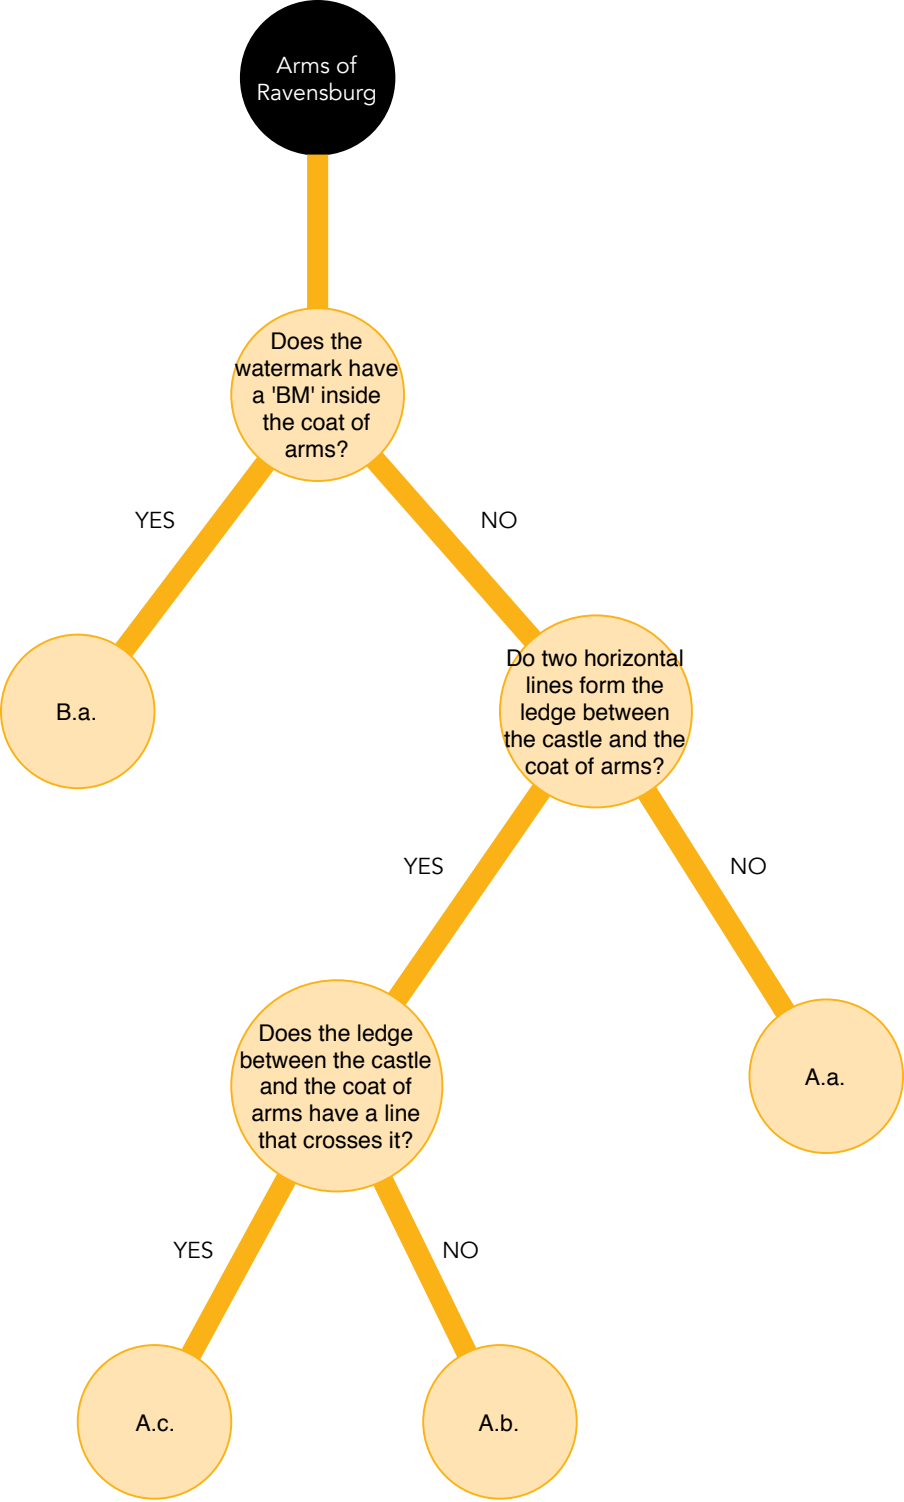 Arms of
Ravensburg
Does the
watermark have
a 'BM' inside
the coat of
arms?
YES
NO
B.a.
Do two horizontal
lines form the
ledge between
the castle and the
coat of arms?
YES
NO
Does the ledge
between the castle
and the coat of
arms have a line
that crosses it?
A.a.
YES
NO
A.c.
A.b.